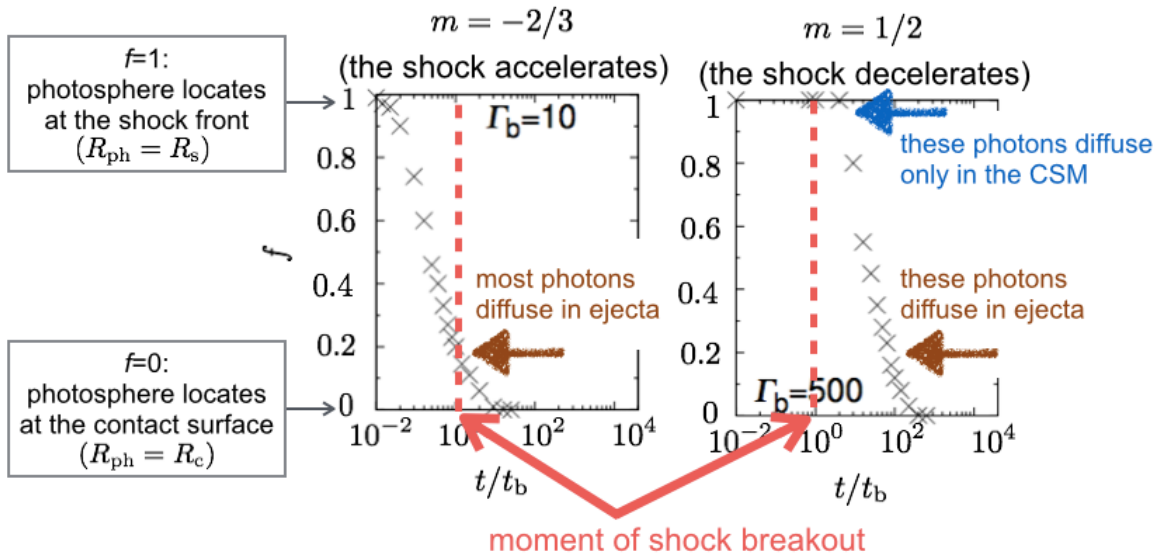 m = −2/3
(the shock accelerates)
m = 1/2
(the shock decelerates)
f=1:
photosphere locates
at the shock front
(R_ph = R_s)
f=0:
photosphere locates
at the contact surface
(R_ph = R_c)
f
1
0.8
0.6
0.4
0.2
0
Γ_b=10
most photons
diffuse in ejecta
10^−2
10^0
10^2
10^4
t/t_b
1
0.8
0.6
0.4
0.2
0
these photons diffuse
only in the CSM
these photons
diffuse in ejecta
Γ_b=500
10^−2
10^0
10^2
10^4
t/t_b
moment of shock breakout